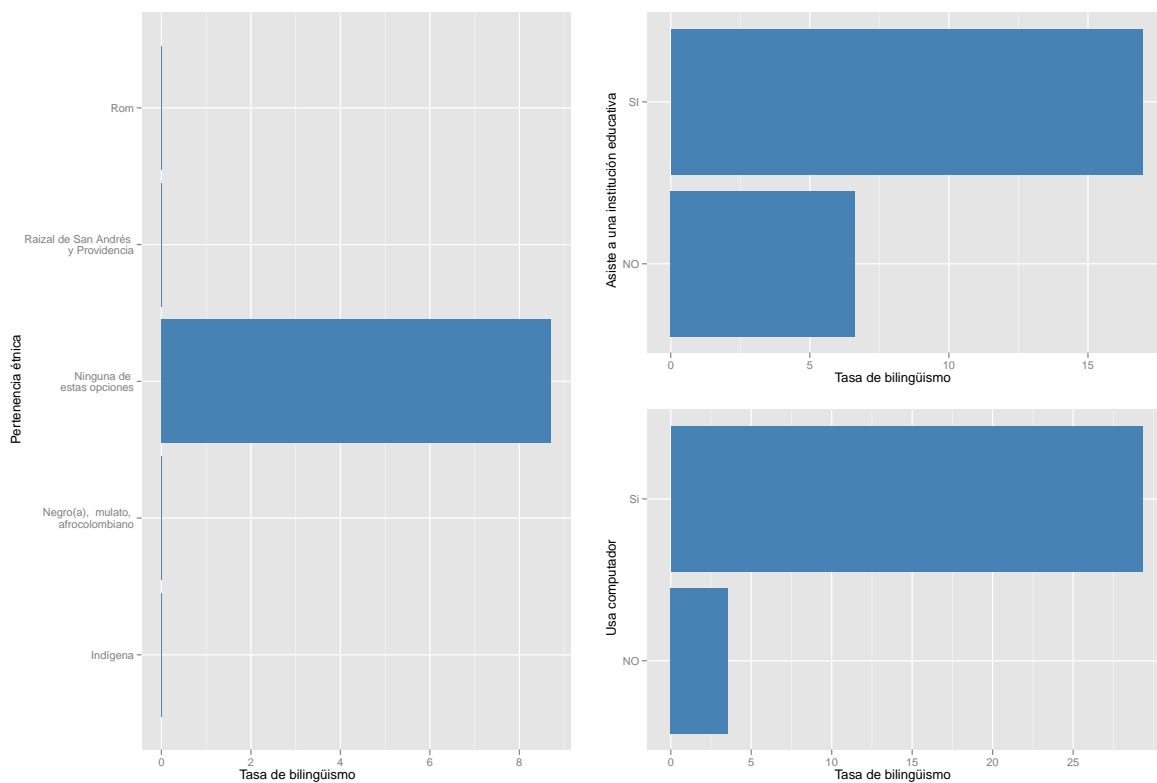 Pertenencia étnica
Rom
Raizal de San Andrés
y Providencia
Ninguna de
estas opciones
Negro(a),  mulato,
afrocolombiano
Indígena
0 2 4 6 8
Tasa de bilingüismo
Asiste a una institución educativa
SI
NO
0 5 10 15
Tasa de bilingüismo
Usa computador
Si
NO
0 5 10 15 20 25
Tasa de bilingüismo